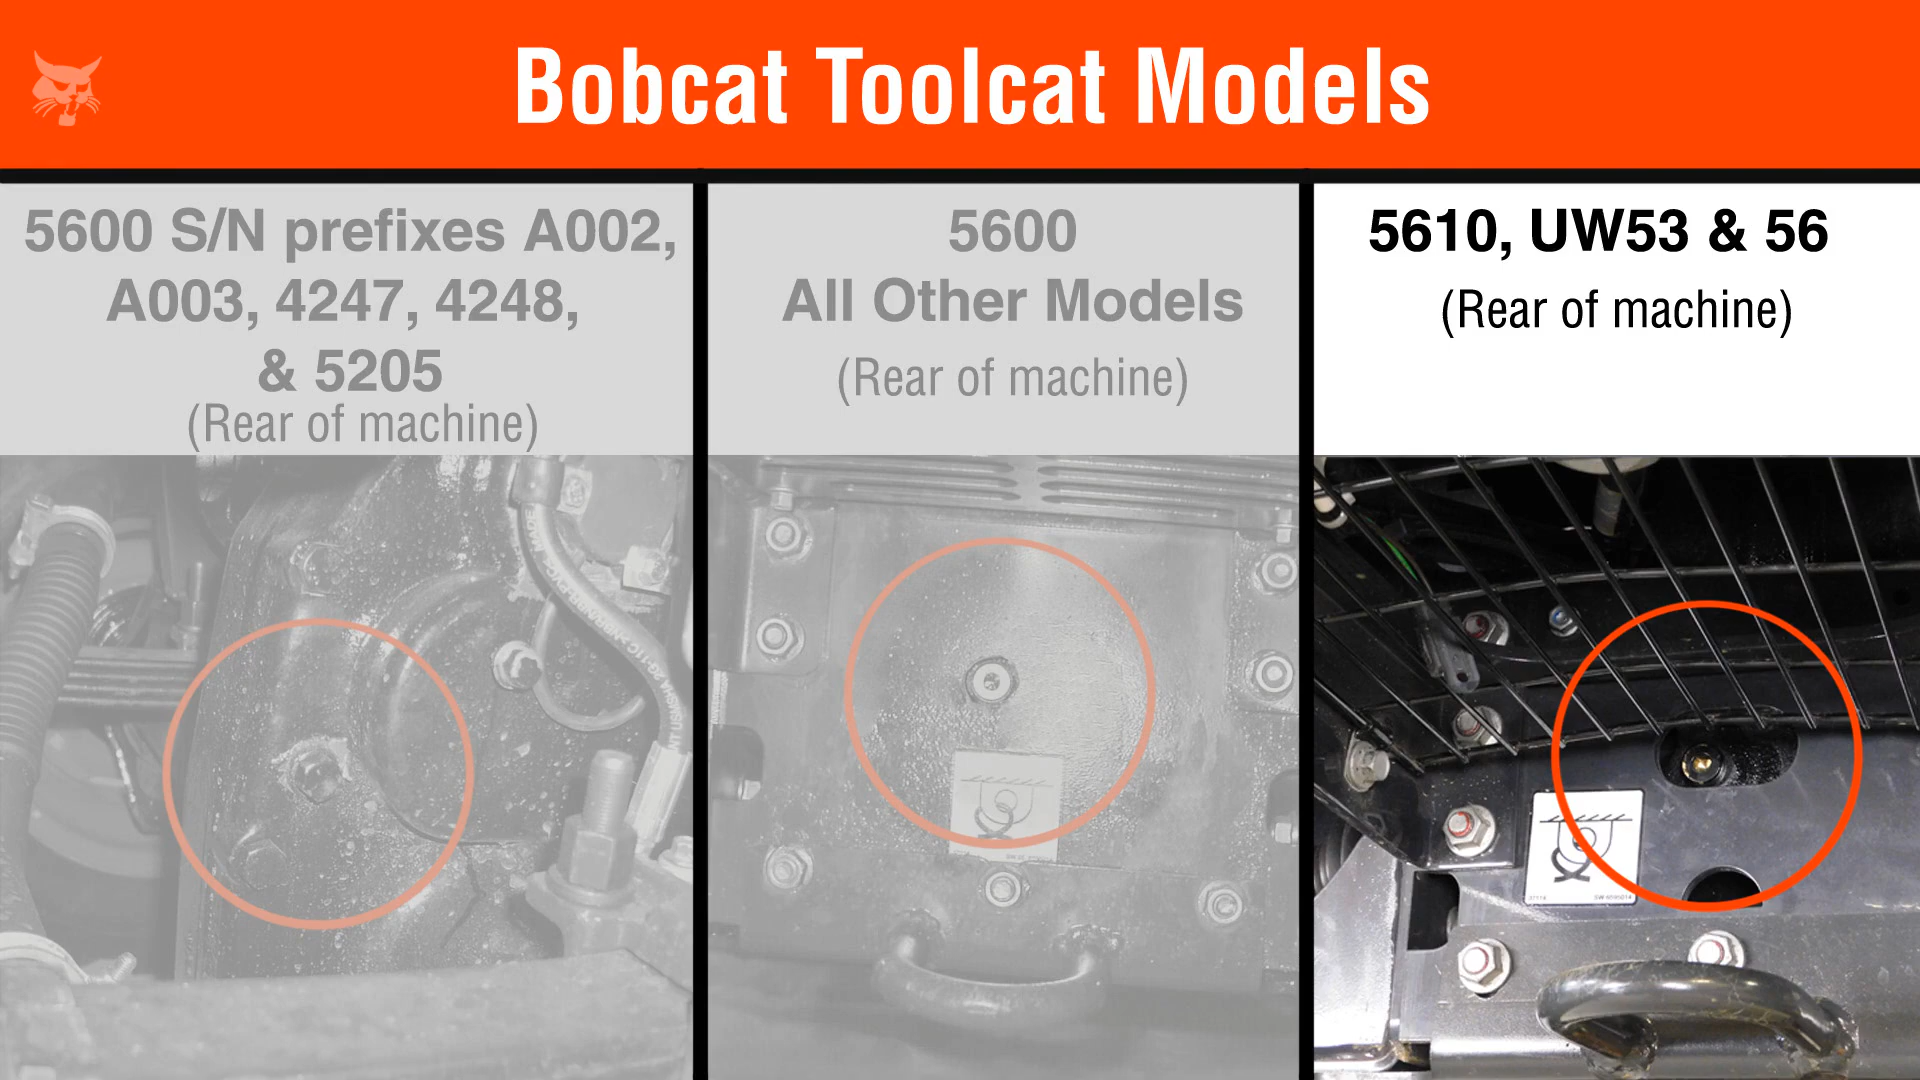 Bobcat Toolcat Models
5600 S/N prefixes A002,
A003, 4247, 4248,
& 5205
(Rear of machine)
5600
All Other Models
(Rear of machine)
5610, UW53 & 56
(Rear of machine)